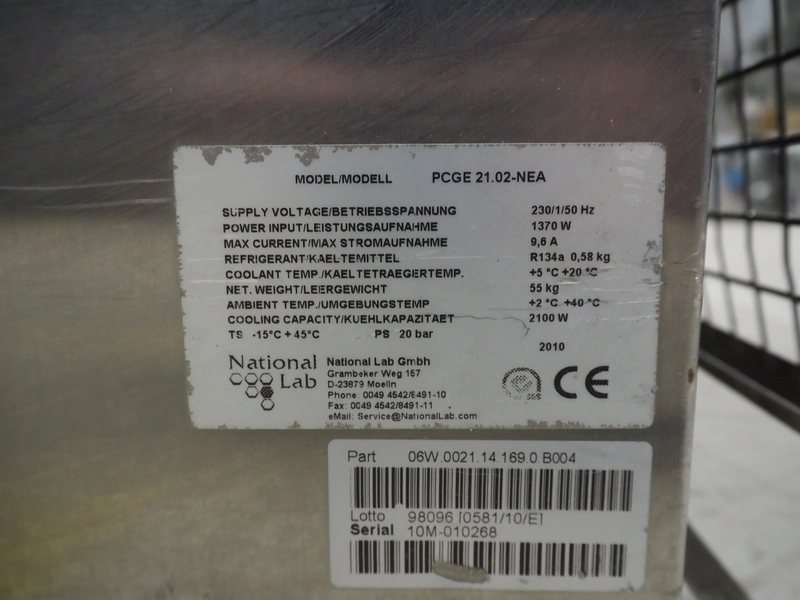 MODEL/MODELL PCGE 21.02-NEA
SUPPLY VOLTAGE/BETRIEBSSPANNUNG 230/1/50 Hz
POWER INPUT/LEISTUNGSAUFNAHME 1370 W
MAX CURRENT/MAX STROMAUFNAHME 9,6 A
REFRIGERANT/KAELTEMITTEL R134a 0,58 kg
COOLANT TEMP./KAELTETRAEGERTEMP. +5 °C +20 °C
NET. WEIGHT/LEERGEWICHT 55 kg
AMBIENT TEMP./UMGEBUNGSTEMP +2 °C +40 °C
COOLING CAPACITY/KUEHLKAPAZITAET 2100 W
TS -15°C + 45°C PS 20 bar
2010
National Lab
National Lab Gmbh
Grambeker Weg 157
D-23879 Moelln
Phone: 0049 4542/8491-10
Fax: 0049 4542/8491-11
eMail: Service@NationalLab.com
CE
Part 06W.0021.14.169.0 B004
Lotto 98096 [0581/10/E]
Serial 10M-010268